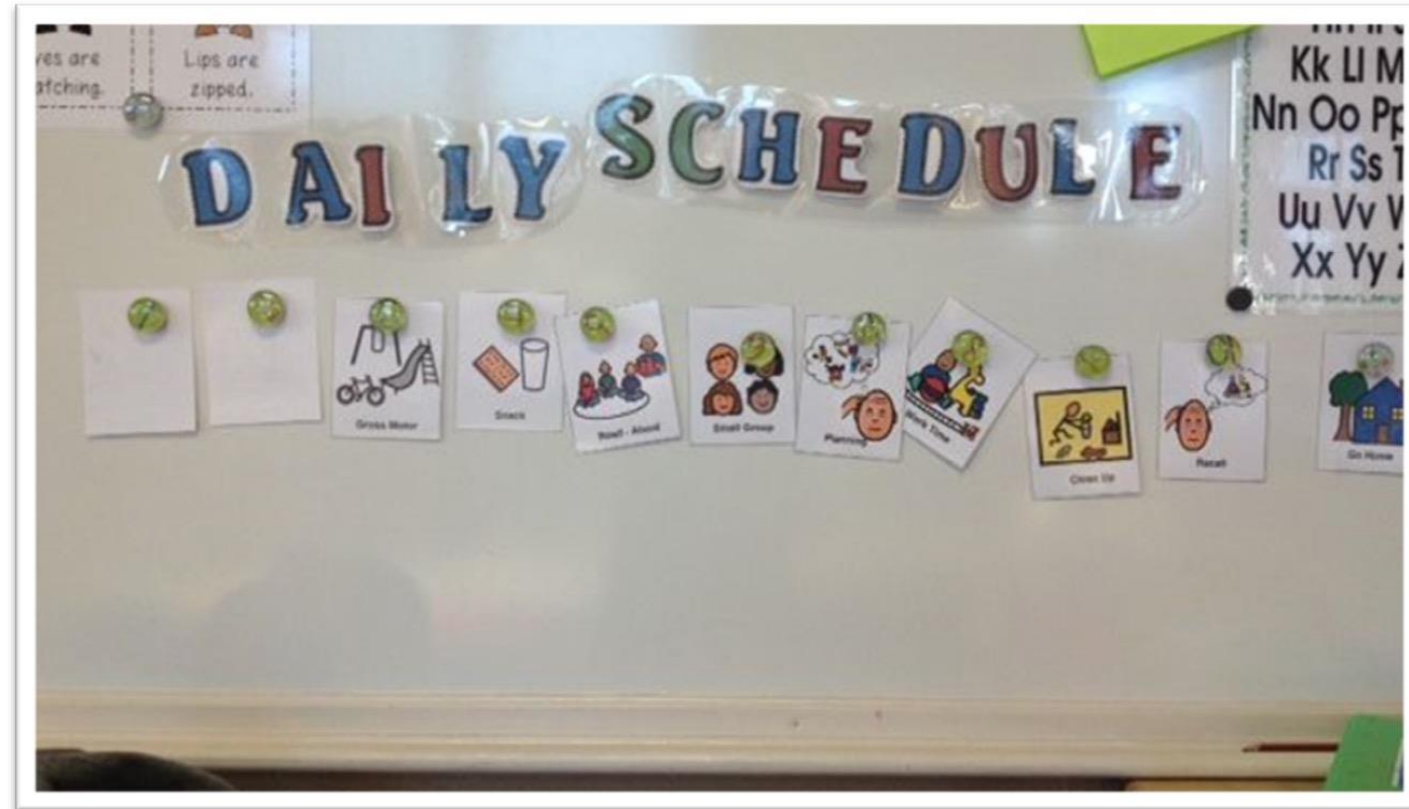 yes are
atching.
Lips are
zipped.
DAILY SCHEDULE
Kk Ll M
Nn Oo Pp
Rr Ss T
Uu Vv W
Xx Yy Z
Gross Motor
Snack
Read - Aloud
Small Group
Planning
Work Time
Clean Up
Recall
Go Home